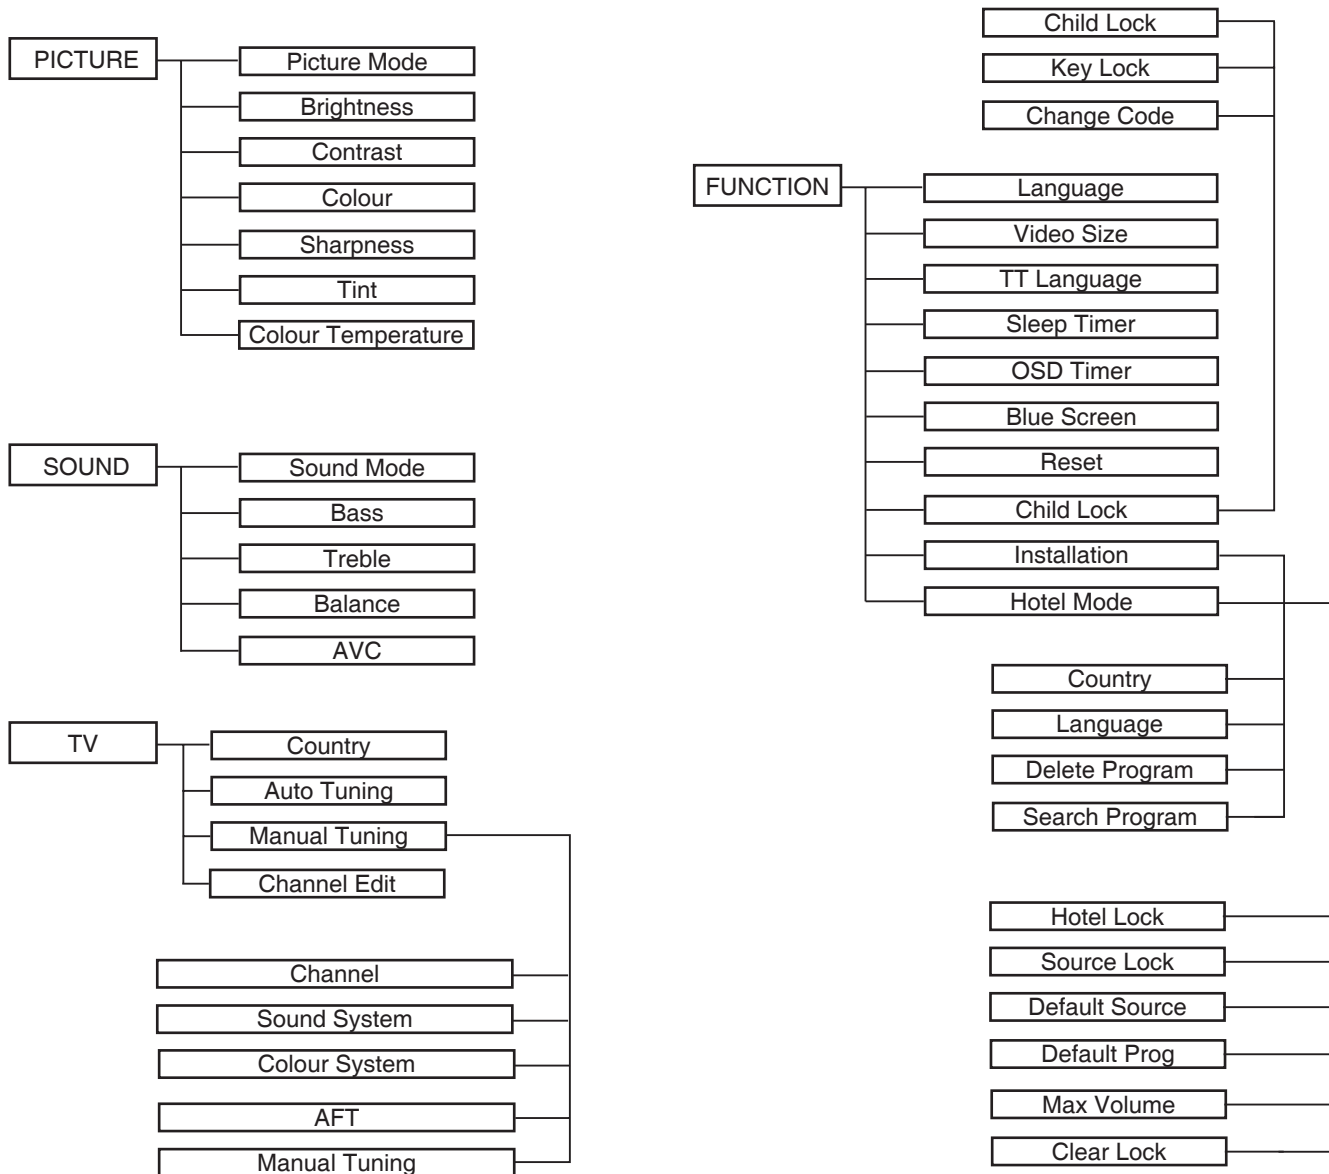 PICTURE
Picture Mode
Brightness
Contrast
Colour
Sharpness
Tint
Colour Temperature
SOUND
Sound Mode
Bass
Treble
Balance
AVC
TV
Country
Auto Tuning
Manual Tuning
Channel Edit
Channel
Sound System
Colour System
AFT
Manual Tuning
Child Lock
Key Lock
Change Code
FUNCTION
Language
Video Size
TT Language
Sleep Timer
OSD Timer
Blue Screen
Reset
Child Lock
Installation
Hotel Mode
Country
Language
Delete Program
Search Program
Hotel Lock
Source Lock
Default Source
Default Prog
Max Volume
Clear Lock